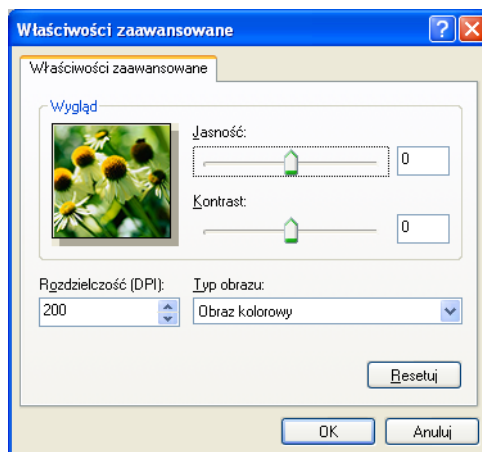 Właściwości zaawansowane
Właściwości zaawansowane
Wygląd
Jasność:
0
Kontrast:
0
Rozdzielczość (DPI): Typ obrazu:
200 Obraz kolorowy
Resetuj
OK Anuluj